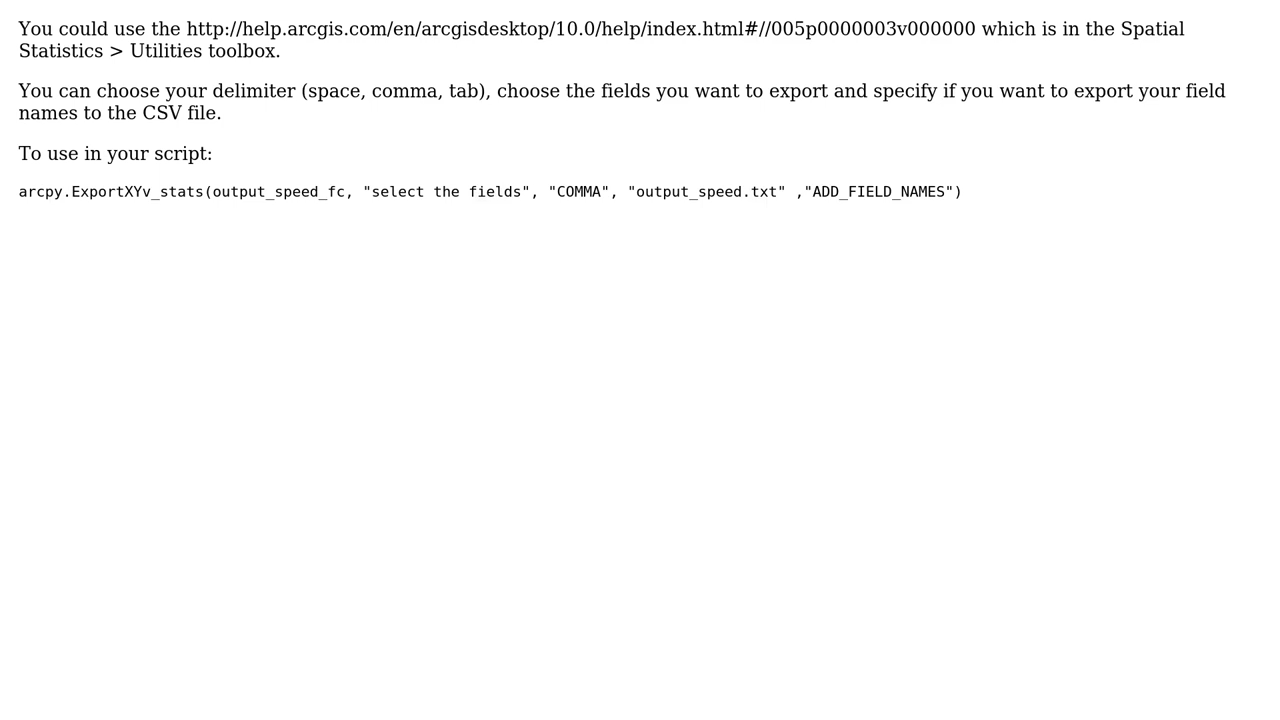 You could use the http://help.arcgis.com/en/arcgisdesktop/10.0/help/index.html#//005p0000003v000000 which is in the Spatial
Statistics > Utilities toolbox.
You can choose your delimiter (space, comma, tab), choose the fields you want to export and specify if you want to export your field
names to the CSV file.
To use in your script:
arcpy.ExportXYv_stats(output_speed_fc, "select the fields", "COMMA", "output_speed.txt" ,"ADD_FIELD_NAMES")